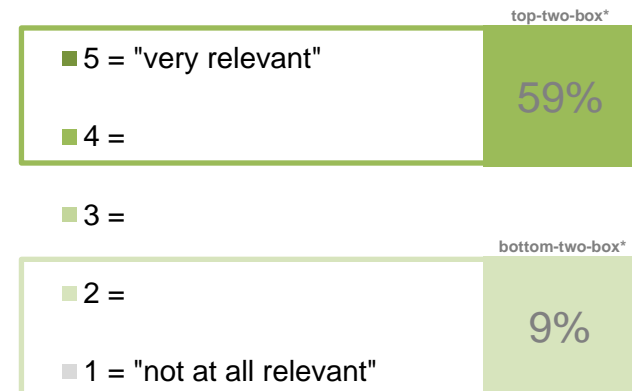 top-two-box*
5 = "very relevant"
59%
4 =
3 =
bottom-two-box*
2 =
9%
1 = "not at all relevant"